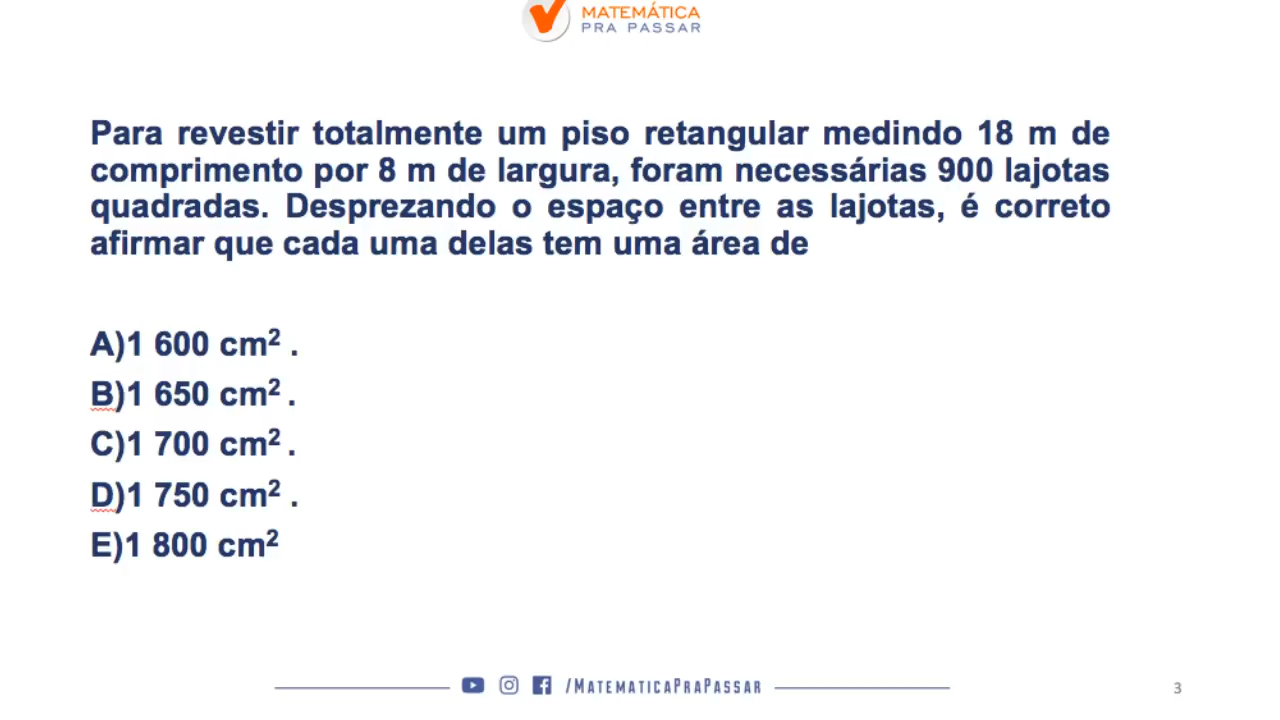 MATEMÁTICA
PRA PASSAR
Para revestir totalmente um piso retangular medindo 18 m de
comprimento por 8 m de largura, foram necessárias 900 lajotas
quadradas. Desprezando o espaço entre as lajotas, é correto
afirmar que cada uma delas tem uma área de
A)1 600 cm² .
B)1 650 cm² .
C)1 700 cm² .
D)1 750 cm² .
E)1 800 cm²
/MATEMATICAPRAPASSAR
3